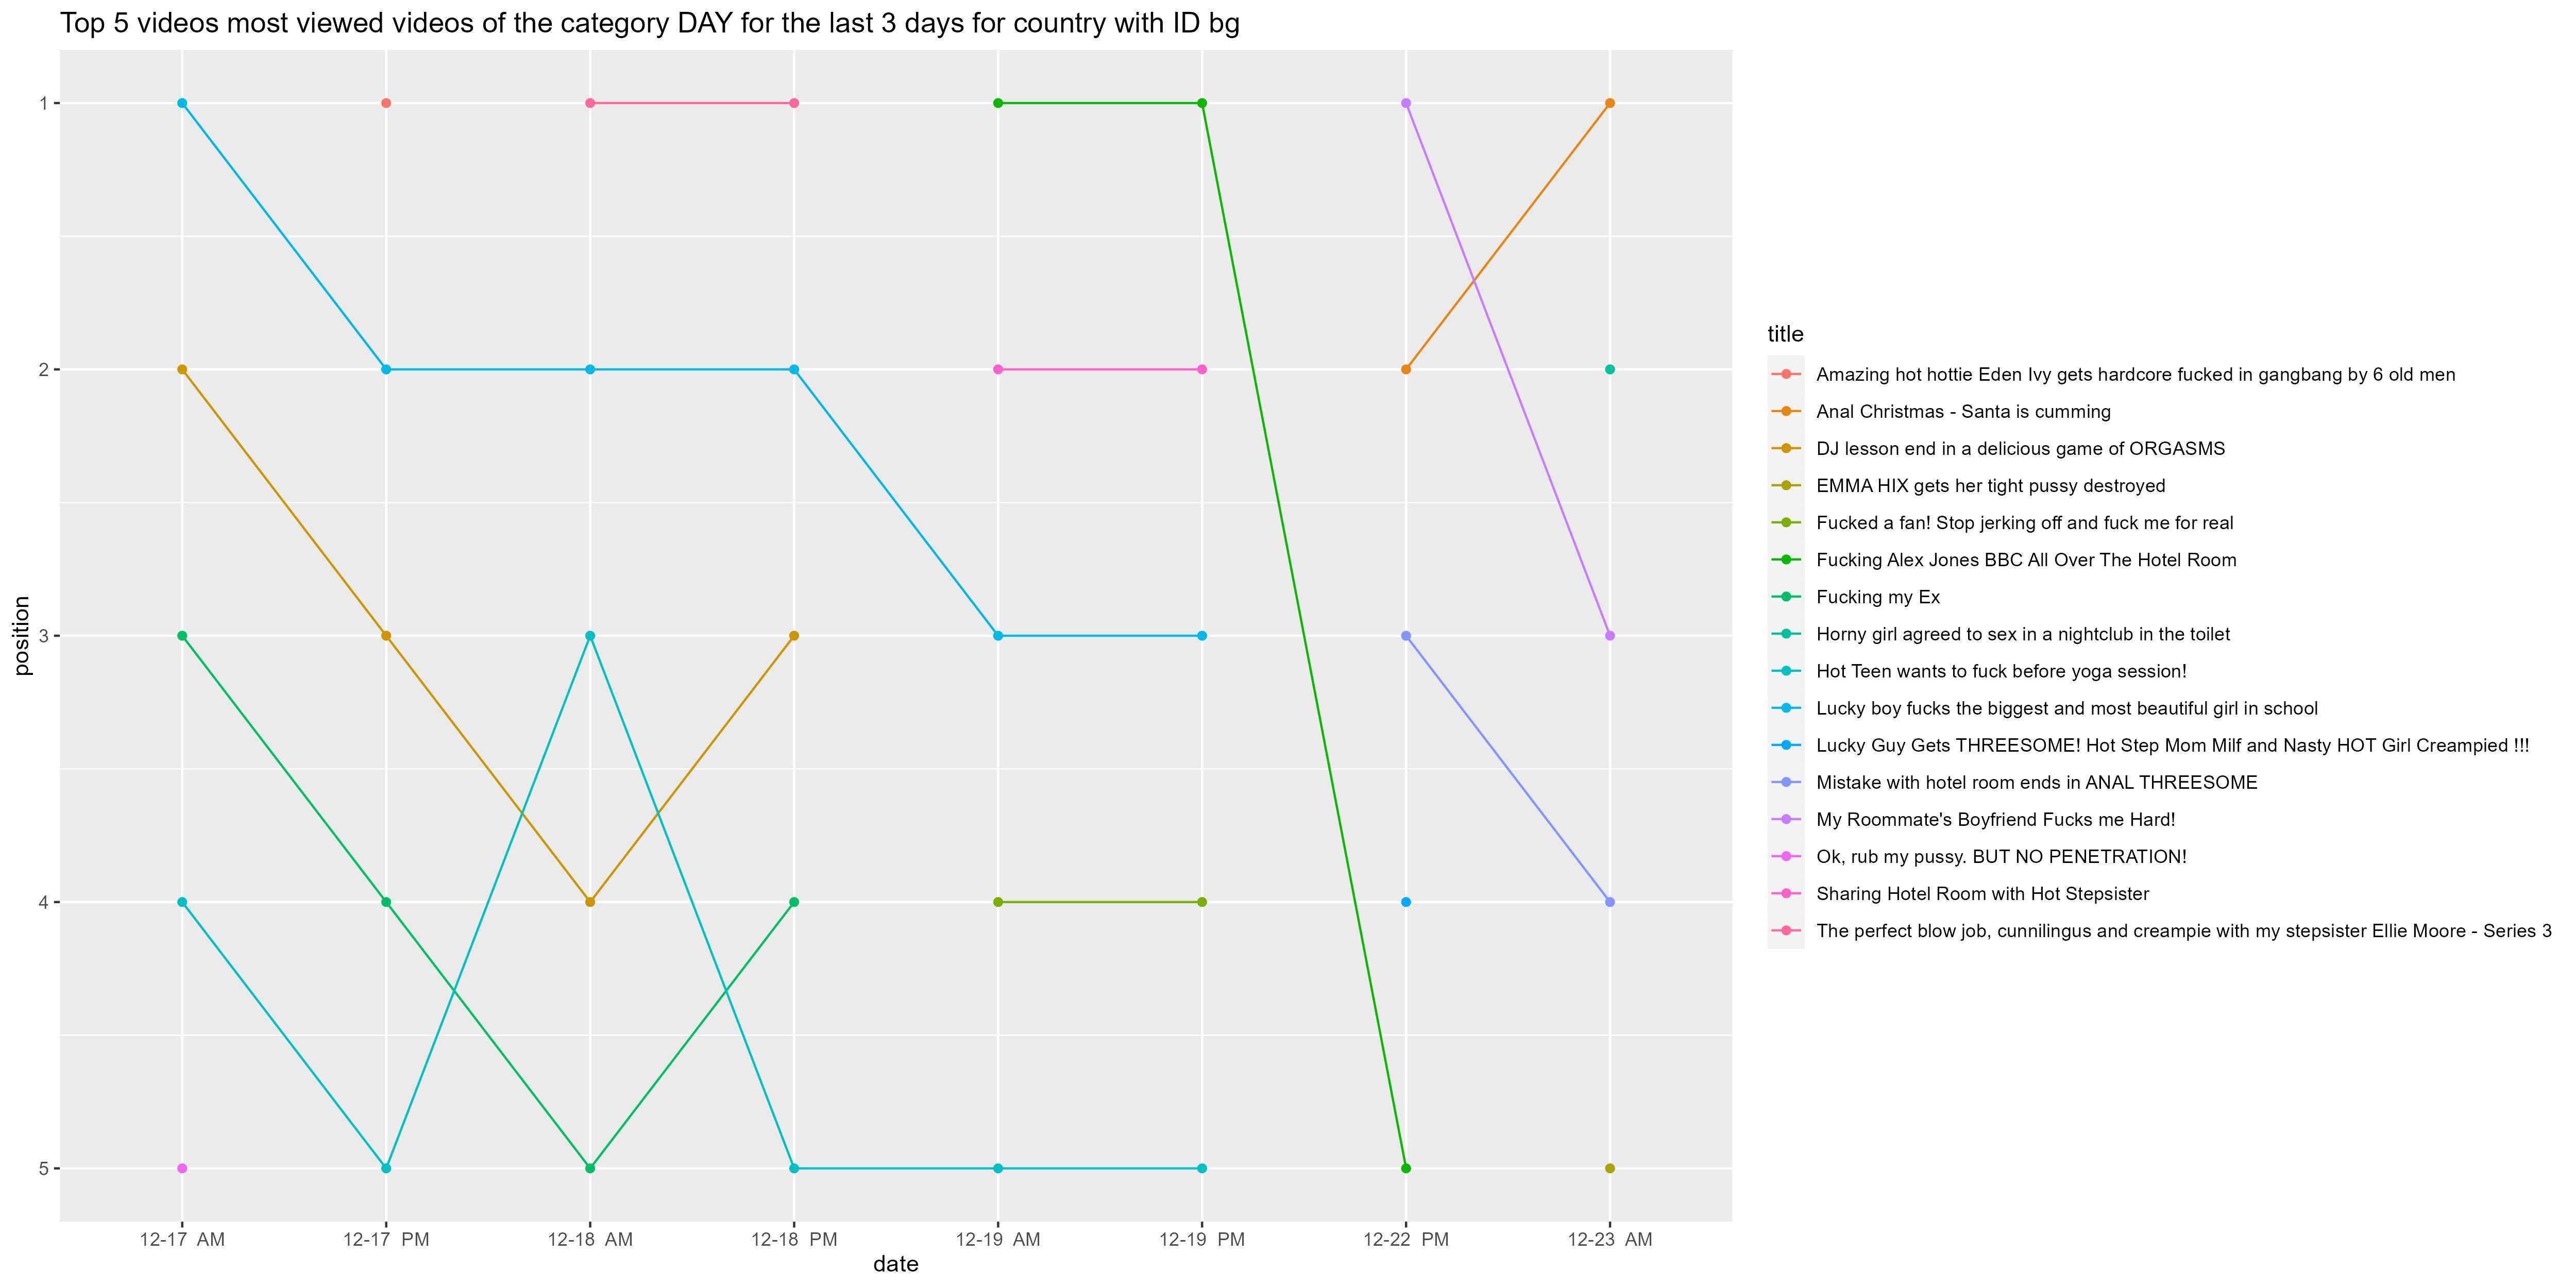 Top 5 videos most viewed videos of the category DAY for the last 3 days for country with ID bg
position
1
2
3
4
5
12-17 AM
12-17 PM
12-18 AM
12-18 PM
12-19 AM
12-19 PM
12-22 PM
12-23 AM
date
title
Amazing hot hottie Eden Ivy gets hardcore fucked in gangbang by 6 old men
Anal Christmas - Santa is cumming
DJ lesson end in a delicious game of ORGASMS
EMMA HIX gets her tight pussy destroyed
Fucked a fan! Stop jerking off and fuck me for real
Fucking Alex Jones BBC All Over The Hotel Room
Fucking my Ex
Horny girl agreed to sex in a nightclub in the toilet
Hot Teen wants to fuck before yoga session!
Lucky boy fucks the biggest and most beautiful girl in school
Lucky Guy Gets THREESOME! Hot Step Mom Milf and Nasty HOT Girl Creampied !!!
Mistake with hotel room ends in ANAL THREESOME
My Roommate's Boyfriend Fucks me Hard!
Ok, rub my pussy. BUT NO PENETRATION!
Sharing Hotel Room with Hot Stepsister
The perfect blow job, cunnilingus and creampie with my stepsister Ellie Moore - Series 3